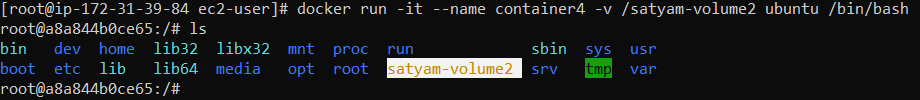 [root@ip-172-31-39-84 ec2-user]# docker run -it --name container4 -v /satyam-volume2 ubuntu /bin/bash
root@a8a844b0ce65:/# ls
bin dev home lib32 libx32 mnt proc run sbin sys usr
boot etc lib lib64 media opt root satyam-volume2 srv tmp var
root@a8a844b0ce65:/#